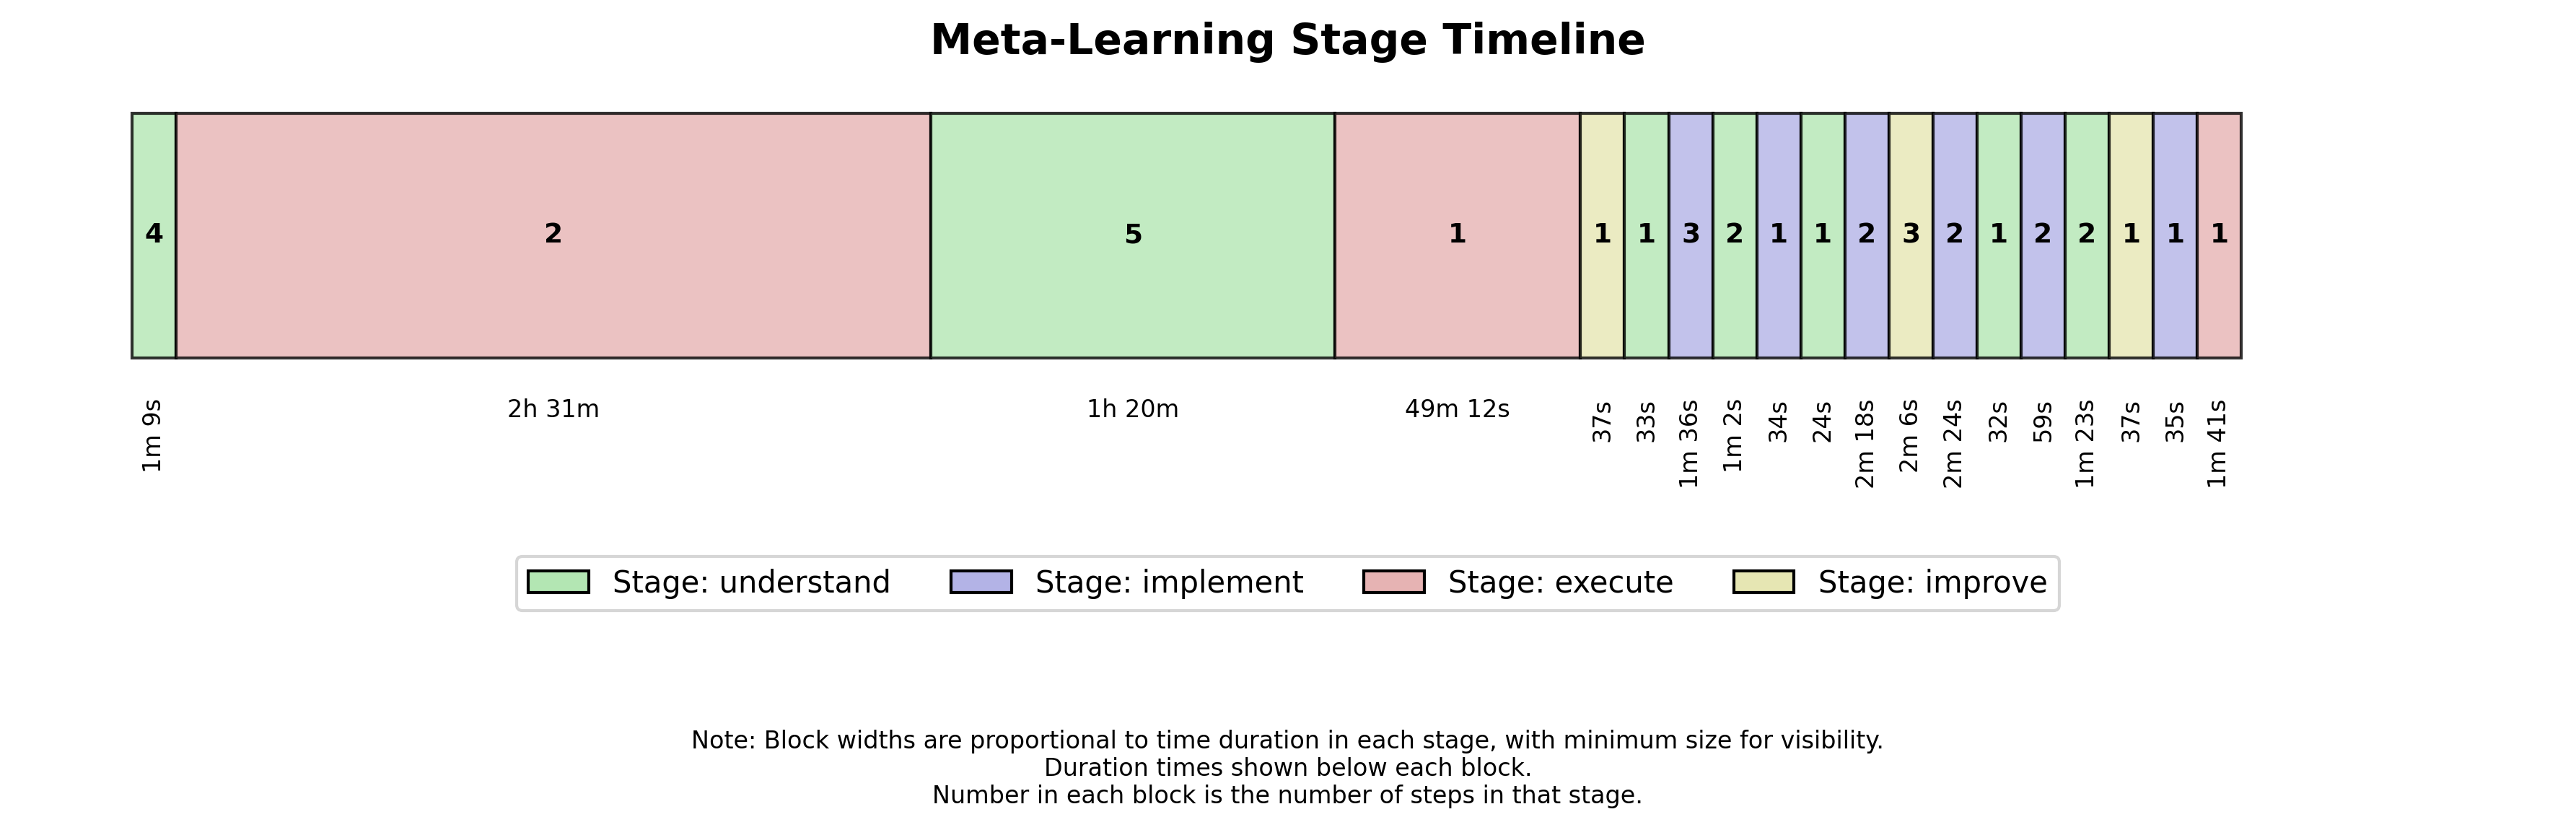 Meta-Learning Stage Timeline
4 2 5 1 1 1 3 2 1 1 2 3 2 1 2 2 1 1 1
1m 9s 2h 31m 1h 20m 49m 12s 37s 33s 1m 36s 1m 2s 34s 24s 2m 18s 2m 6s 2m 24s 32s 59s 1m 23s 37s 35s 1m 41s
Stage: understand Stage: implement Stage: execute Stage: improve
Note: Block widths are proportional to time duration in each stage, with minimum size for visibility.
Duration times shown below each block.
Number in each block is the number of steps in that stage.